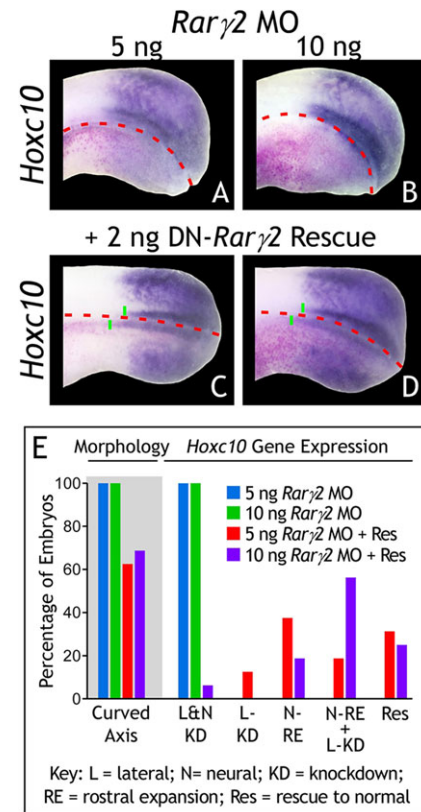 Rarγ2 MO
5 ng 10 ng
Hoxc10
A B
+ 2 ng DN-Rarγ2 Rescue
Hoxc10
C D
E Morphology Hoxc10 Gene Expression
Percentage of Embryos
100
80
60
40
20
0
5 ng Rarγ2 MO
10 ng Rarγ2 MO
5 ng Rarγ2 MO + Res
10 ng Rarγ2 MO + Res
Curved Axis
L&N KD
L-KD
N-RE
N-RE + L-KD
Res
Key: L = lateral; N= neural; KD = knockdown;
RE = rostral expansion; Res = rescue to normal